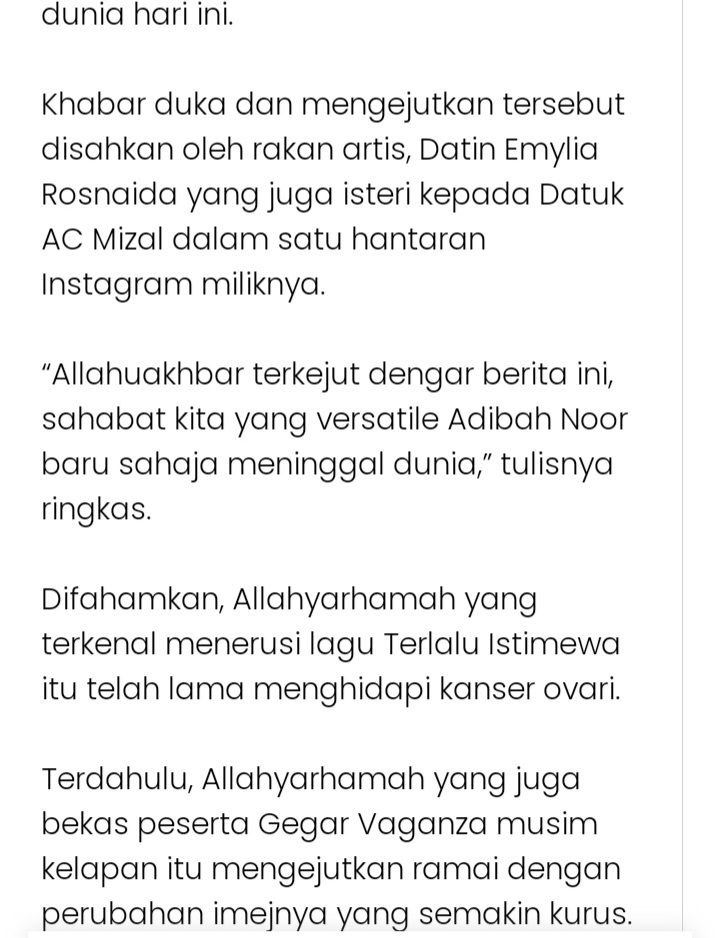 dunia hari ini.
Khabar duka dan mengejutkan tersebut
disahkan oleh rakan artis, Datin Emylia
Rosnaida yang juga isteri kepada Datuk
AC Mizal dalam satu hantaran
Instagram miliknya.
“Allahuakhbar terkejut dengar berita ini,
sahabat kita yang versatile Adibah Noor
baru sahaja meninggal dunia,” tulisnya
ringkas.
Difahamkan, Allahyarhamah yang
terkenal menerusi lagu Terlalu Istimewa
itu telah lama menghidapi kanser ovari.
Terdahulu, Allahyarhamah yang juga
bekas peserta Gegar Vaganza musim
kelapan itu mengejutkan ramai dengan
perubahan imejnya yang semakin kurus.